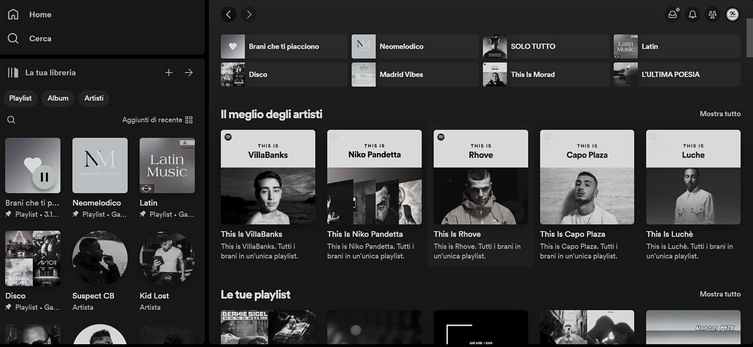 Home
Cerca
La tua libreria
Playlist
Album
Artisti
Aggiunti di recente
Brani che ti p...
Playlist • 3.1...
NM
Neomelodico
Playlist • Ga...
Latin
Music
Latin
Playlist • Ga...
AVICII
Disco
Playlist • Ga...
Suspect CB
Artista
Kid Lost
Artista
Brani che ti piacciono
Neomelodico
SOLO TUTTO
Latin
Disco
Madrid Vibes
This Is Morad
L'ULTIMA POESIA
Il meglio degli artisti
Mostra tutto
THIS IS
VillaBanks
This Is VillaBanks
This Is VillaBanks. Tutti i
brani in un'unica playlist.
THIS IS
Niko Pandetta
This Is Niko Pandetta
This Is Niko Pandetta. Tutti i
brani in un'unica playlist.
THIS IS
Rhove
This Is Rhove
This Is Rhove. Tutti i brani in
un'unica playlist.
THIS IS
Capo Plaza
This Is Capo Plaza
This Is Capo Plaza. Tutti i
brani in un'unica playlist.
THIS IS
Luche
This Is Luchè
This Is Luchè. Tutti i brani in
un'unica playlist.
Le tue playlist
Mostra tutto
BEANIE SIGEL